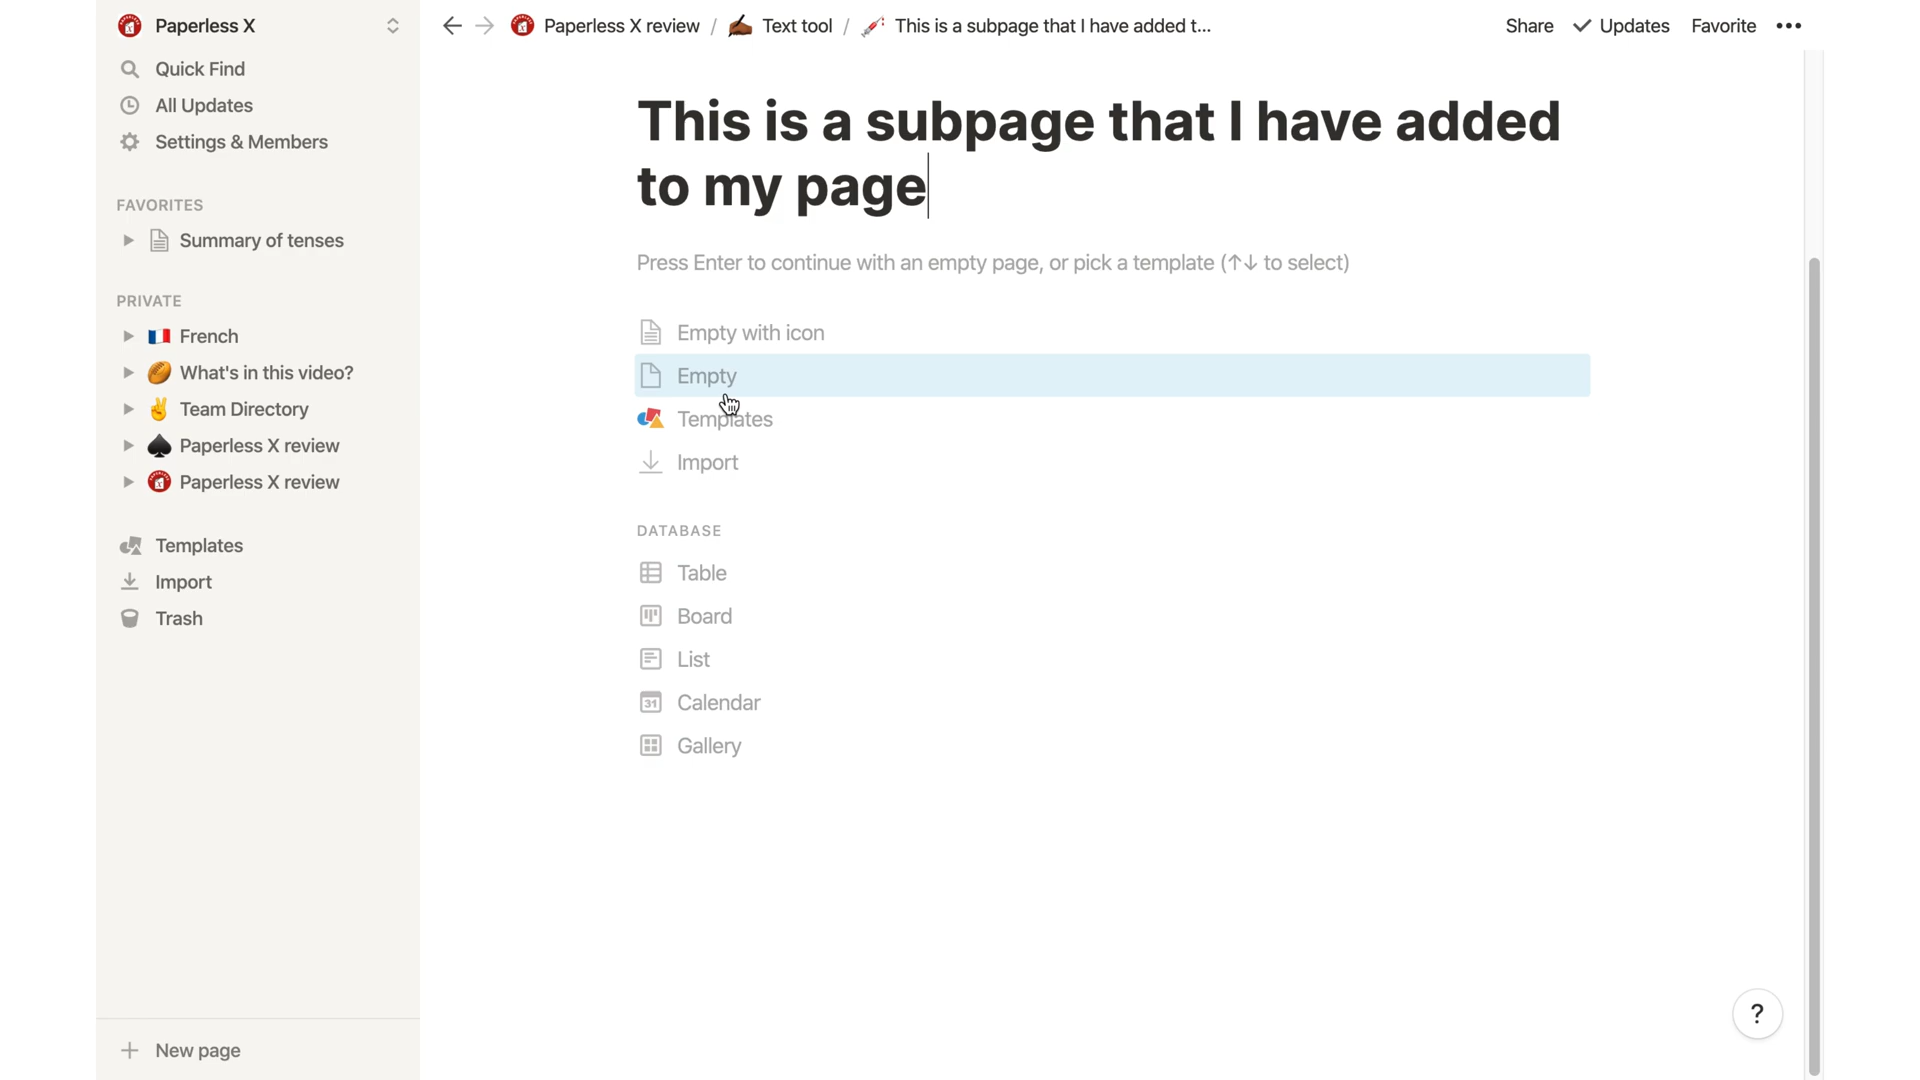 Paperless X
Quick Find
All Updates
Settings & Members
FAVORITES
Summary of tenses
PRIVATE
French
What's in this video?
Team Directory
Paperless X review
Paperless X review
Templates
Import
Trash
New page
Paperless X review / Text tool / This is a subpage that I have added t...
Share Updates Favorite
This is a subpage that I have added
to my page
Press Enter to continue with an empty page, or pick a template (↑↓ to select)
Empty with icon
Empty
Templates
Import
DATABASE
Table
Board
List
31 Calendar
Gallery
?